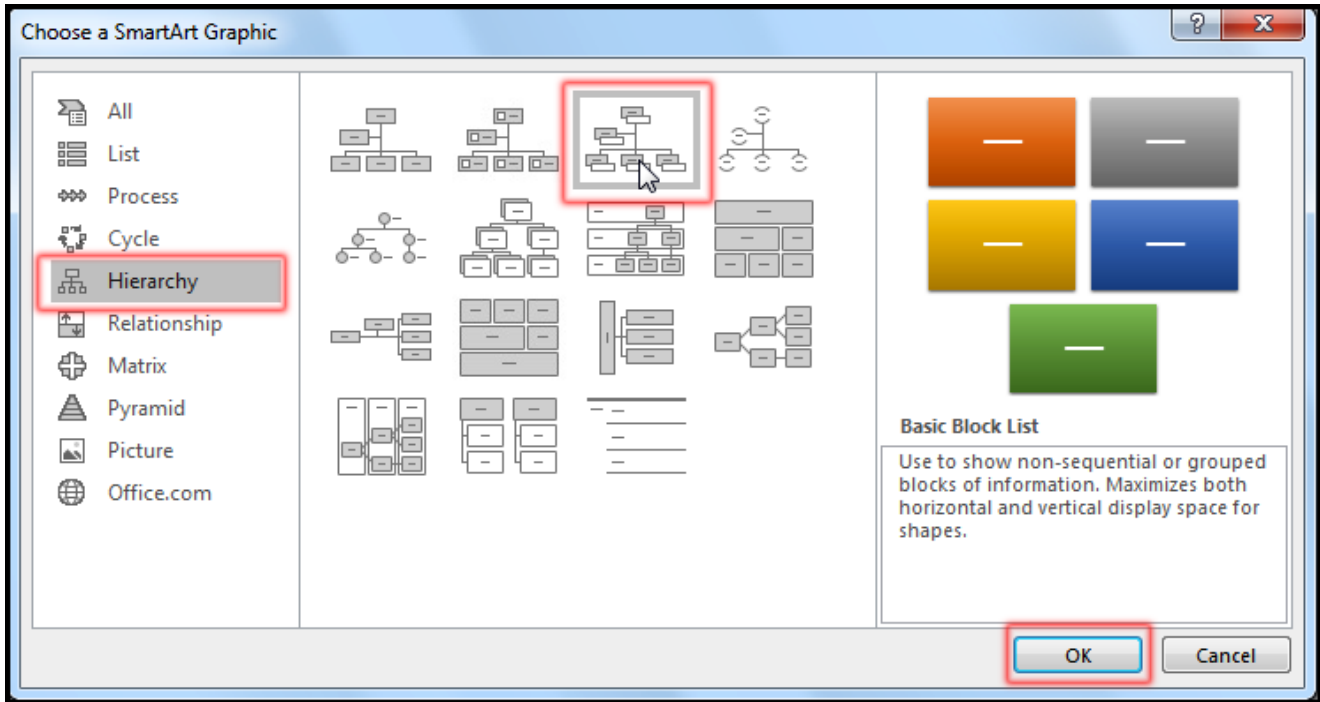 Choose a SmartArt Graphic
?
X
All
List
Process
Cycle
Hierarchy
Relationship
Matrix
Pyramid
Picture
Office.com
Basic Block List
Use to show non-sequential or grouped
blocks of information. Maximizes both
horizontal and vertical display space for
shapes.
OK
Cancel